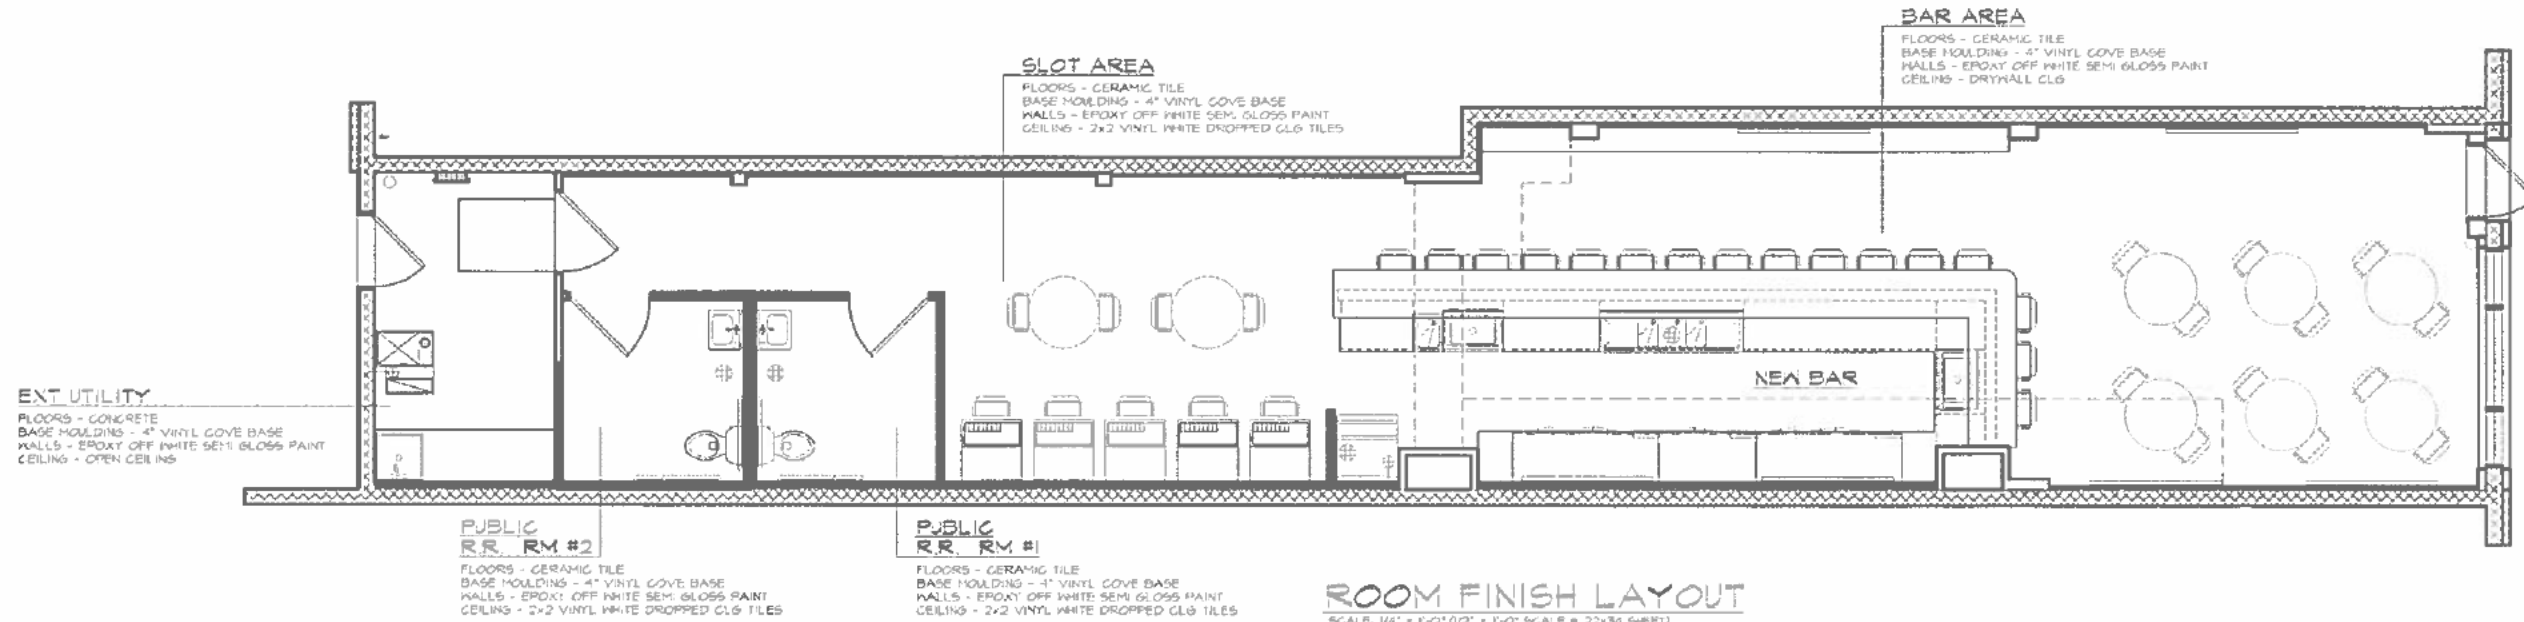 BAR AREA
FLOORS - CERAMIC TILE
BASE MOULDING - 4" VINYL COVE BASE
WALLS - EPOXY OFF WHITE SEMI GLOSS PAINT
CEILING - DRYWALL CLG
SLOT AREA
FLOORS - CERAMIC TILE
BASE MOULDING - 4" VINYL COVE BASE
WALLS - EPOXY OFF WHITE SEMI GLOSS PAINT
CEILING - 2x2 VINYL WHITE DROPPED CLG TILES
NEW BAR
EXT UTILITY
FLOORS - CONCRETE
BASE MOULDING - 4" VINYL COVE BASE
WALLS - EPOXY OFF WHITE SEMI GLOSS PAINT
CEILING - OPEN CEILING
PUBLIC
R.R. RM #2
FLOORS - CERAMIC TILE
BASE MOULDING - 4" VINYL COVE BASE
WALLS - EPOXY OFF WHITE SEMI GLOSS PAINT
CEILING - 2x2 VINYL WHITE DROPPED CLG TILES
PUBLIC
R.R. RM #1
FLOORS - CERAMIC TILE
BASE MOULDING - 4" VINYL COVE BASE
WALLS - EPOXY OFF WHITE SEMI GLOSS PAINT
CEILING - 2x2 VINYL WHITE DROPPED CLG TILES
ROOM FINISH LAYOUT